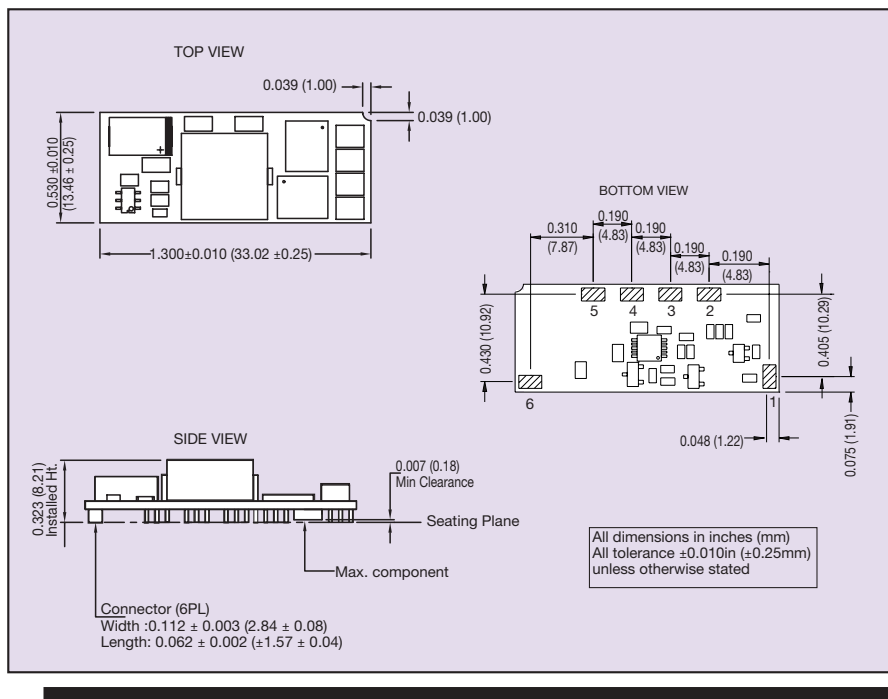 TOP VIEW
0.039 (1.00)
0.039 (1.00)
0.530 ±0.010
(13.46 ± 0.25)
+
1.300±0.010 (33.02 ±0.25)
BOTTOM VIEW
0.310
(7.87)
0.190
(4.83)
0.190
(4.83)
0.190
(4.83)
0.190
(4.83)
5 4 3 2
0.430 (10.92)
0.405 (10.29)
6 1
0.048 (1.22)
0.075 (1.91)
SIDE VIEW
0.323 (8.21)
Installed Ht.
0.007 (0.18)
Min Clearance
Seating Plane
Max. component
Connector (6PL)
Width :0.112 ± 0.003 (2.84 ± 0.08)
Length: 0.062 ± 0.002 (±1.57 ± 0.04)
All dimensions in inches (mm)
All tolerance ±0.010in (±0.25mm)
unless otherwise stated